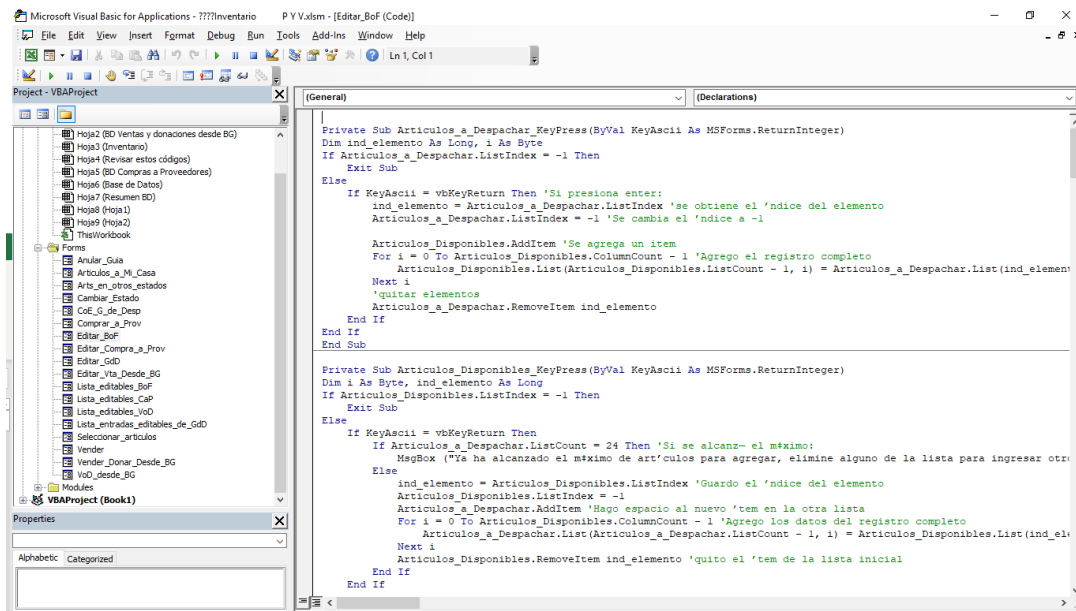 Microsoft Visual Basic for Applications - ????Inventario P Y V.xlsm - [Editar_BoF (Code)]
File Edit View Insert Format Debug Run Tools Add-Ins Window Help
Ln 1, Col 1
Project - VBAProject
Hoja2 (BD Ventas y donaciones desde BG)
Hoja3 (Inventario)
Hoja4 (Revisar estos códigos)
Hoja5 (BD Compras a Proveedores)
Hoja6 (Base de Datos)
Hoja7 (Resumen BD)
Hoja8 (Hoja1)
Hoja9 (Hoja2)
ThisWorkbook
Forms
Anular_Guia
Articulos_a_Mi_Casa
Arts_en_otros_estados
Cambiar_Estado
CoE_G_de_Desp
Comprar_a_Prov
Editar_BoF
Editar_Compra_a_Prov
Editar_GdD
Editar_Vta_Desde_BG
Lista_editables_BoF
Lista_editables_CaP
Lista_editables_VoD
Lista_entradas_editables_de_GdD
Seleccionar_articulos
Vender
Vender_Donar_Desde_BG
VoD_desde_BG
Modules
VBAProject (Book1)
Properties
Alphabetic Categorized
(General) (Declarations)
Private Sub Articulos_a_Despachar_KeyPress(ByVal KeyAscii As MSForms.ReturnInteger)
Dim ind_elemento As Long, i As Byte
If Articulos_a_Despachar.ListIndex = -1 Then
Exit Sub
Else
If KeyAscii = vbKeyReturn Then 'Si presiona enter:
ind_elemento = Articulos_a_Despachar.ListIndex 'se obtiene el 'ndice del elemento
Articulos_a_Despachar.ListIndex = -1 'Se cambia el 'ndice a -1
Articulos_Disponibles.AddItem 'Se agrega un item
For i = 0 To Articulos_Disponibles.ColumnCount - 1 'Agrego el registro completo
Articulos_Disponibles.List(Articulos_Disponibles.ListCount - 1, i) = Articulos_a_Despachar.List(ind_element
Next i
'quitar elementos
Articulos_a_Despachar.RemoveItem ind_elemento
End If
End If
End Sub
Private Sub Articulos_Disponibles_KeyPress(ByVal KeyAscii As MSForms.ReturnInteger)
Dim i As Byte, ind_elemento As Long
If Articulos_Disponibles.ListIndex = -1 Then
Exit Sub
Else
If KeyAscii = vbKeyReturn Then
If Articulos_a_Despachar.ListCount = 24 Then 'Si se alcanz— el m‡ximo:
MsgBox ("Ya ha alcanzado el m‡ximo de art'culos para agregar, elimine alguno de la lista para ingresar otro
Else
ind_elemento = Articulos_Disponibles.ListIndex 'Guardo el 'ndice del elemento
Articulos_Disponibles.ListIndex = -1
Articulos_a_Despachar.AddItem 'Hago espacio al nuevo 'tem en la otra lista
For i = 0 To Articulos_Disponibles.ColumnCount - 1 'Agrego los datos del registro completo
Articulos_a_Despachar.List(Articulos_a_Despachar.ListCount - 1, i) = Articulos_Disponibles.List(ind_ele
Next i
Articulos_Disponibles.RemoveItem ind_elemento 'quito el 'tem de la lista inicial
End If
End If